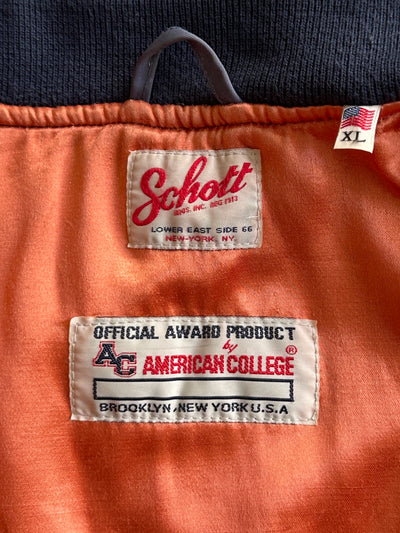 XL
Schott
BROS. INC. REG 1913
LOWER EAST SIDE 66
NEW-YORK, NY.
OFFICIAL AWARD PRODUCT
by
AC AMERICAN COLLEGE®
BROOKLYN, NEW YORK U.S.A